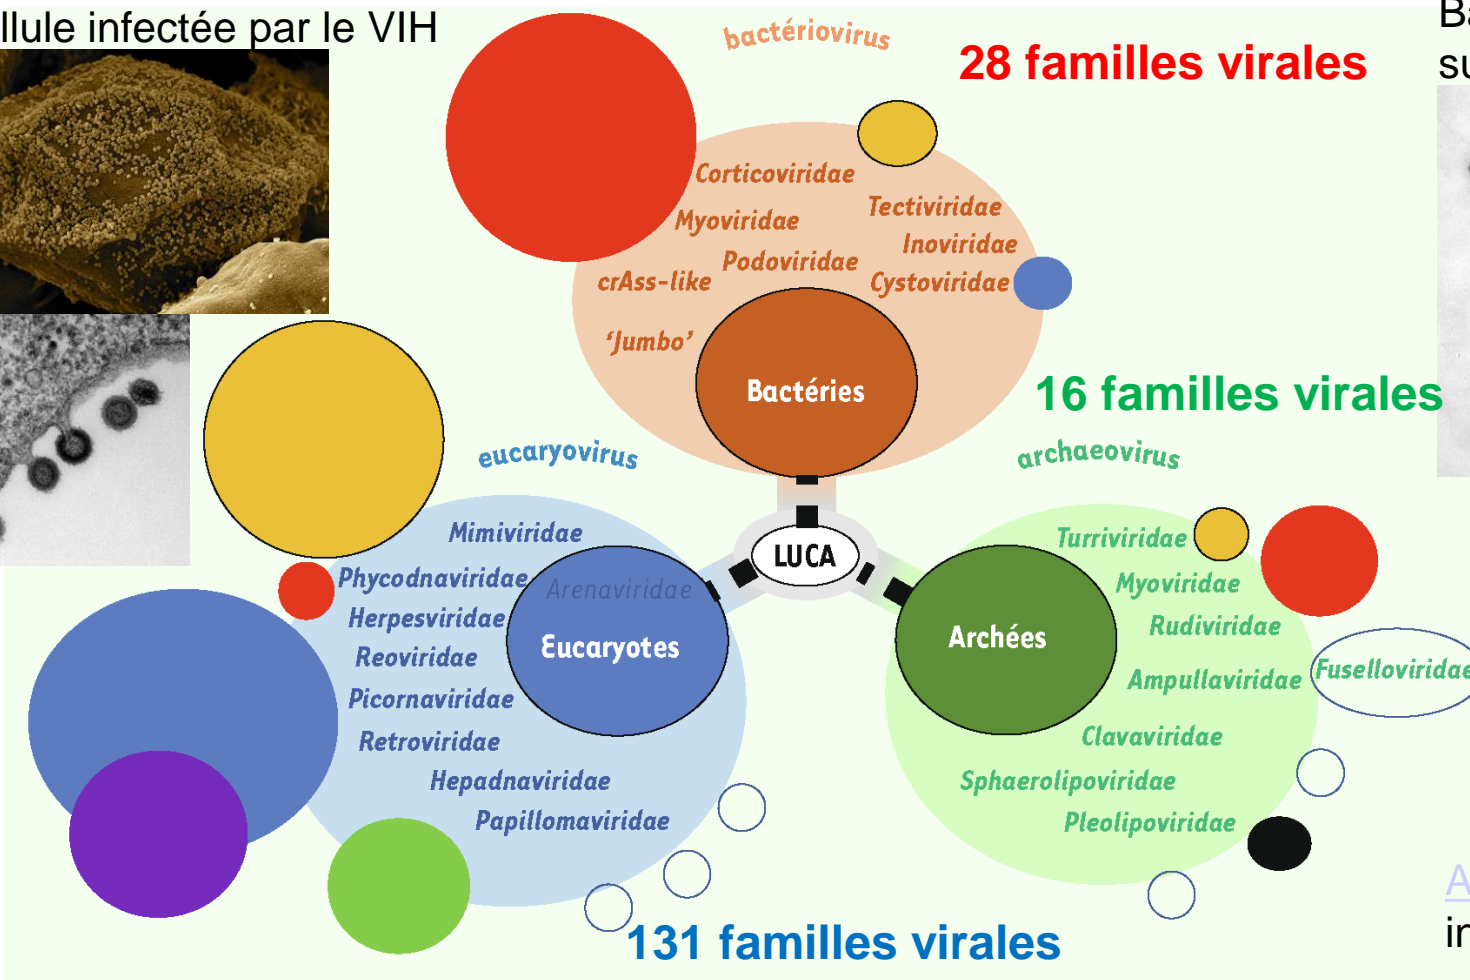 llule infectée par le VIH
bactériovirus
28 familles virales
Corticoviridae
Tectiviridae
Myoviridae
Inoviridae
Podoviridae
crAss-like
Cystoviridae
‘Jumbo’
Bactéries
16 familles virales
eucaryovirus
archaeovirus
LUCA
Mimiviridae
Phycodnaviridae
Arenaviridae
Herpesviridae
Reoviridae
Picornaviridae
Retroviridae
Hepadnaviridae
Papillomaviridae
Eucaryotes
Archées
Turriviridae
Myoviridae
Rudiviridae
Fuselloviridae
Ampullaviridae
Clavaviridae
Sphaerolipoviridae
Pleolipoviridae
131 familles virales